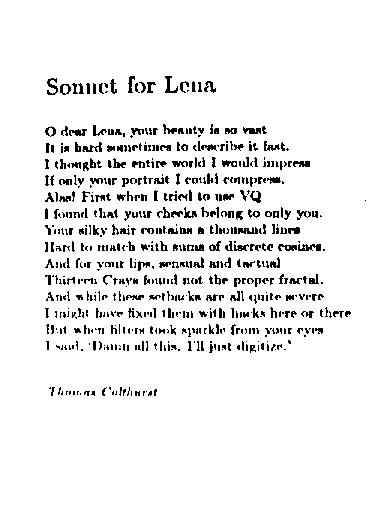 Sonnet for Lena
O dear Lena, your beauty is so vast
It is hard sometimes to describe it fast.
I thought the entire world I would impress
If only your portrait I could compress.
Alas! First when I tried to use VQ
I found that your cheeks belong to only you.
Your silky hair contains a thousand lines
Hard to match with sums of discrete cosines.
And for your lips, sensual and tactual
Thirteen Crays found not the proper fractal.
And while these setbacks are all quite severe
I might have fixed them with hacks here or there
But when filters took sparkle from your eyes
I said, 'Damn all this. I'll just digitize.'
Thomas Colthurst